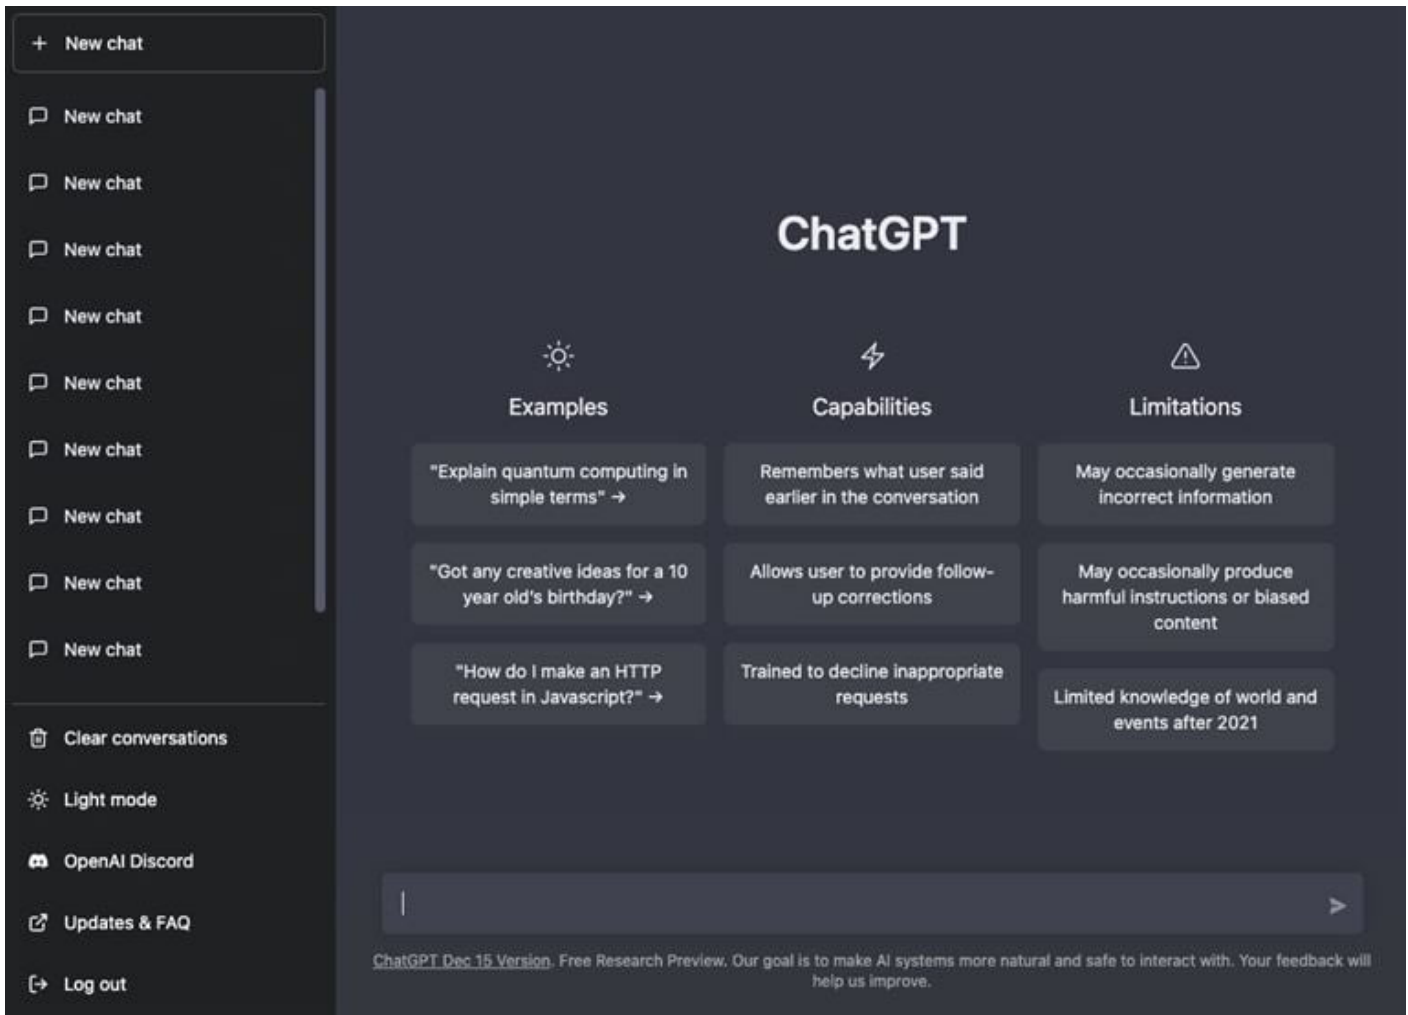 New chat
New chat
New chat
New chat
New chat
New chat
New chat
New chat
New chat
New chat
Clear conversations
Light mode
OpenAI Discord
Updates & FAQ
Log out
ChatGPT
Examples
"Explain quantum computing in
simple terms" →
"Got any creative ideas for a 10
year old's birthday?" →
"How do I make an HTTP
request in Javascript?" →
Capabilities
Remembers what user said
earlier in the conversation
Allows user to provide follow-
up corrections
Trained to decline inappropriate
requests
Limitations
May occasionally generate
incorrect information
May occasionally produce
harmful instructions or biased
content
Limited knowledge of world and
events after 2021
ChatGPT Dec 15 Version. Free Research Preview. Our goal is to make AI systems more natural and safe to interact with. Your feedback will
help us improve.